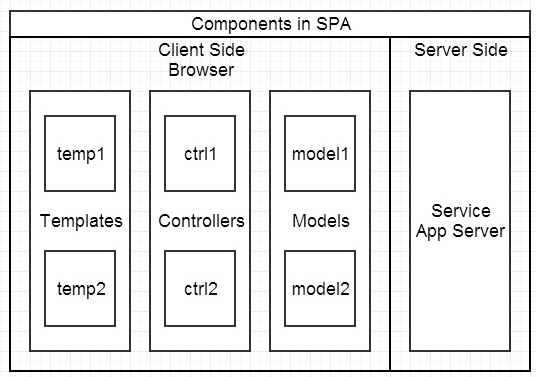 Components in SPA
Client Side
Browser
Server Side
temp1
Templates
temp2
ctrl1
Controllers
ctrl2
model1
Models
model2
Service
App Server